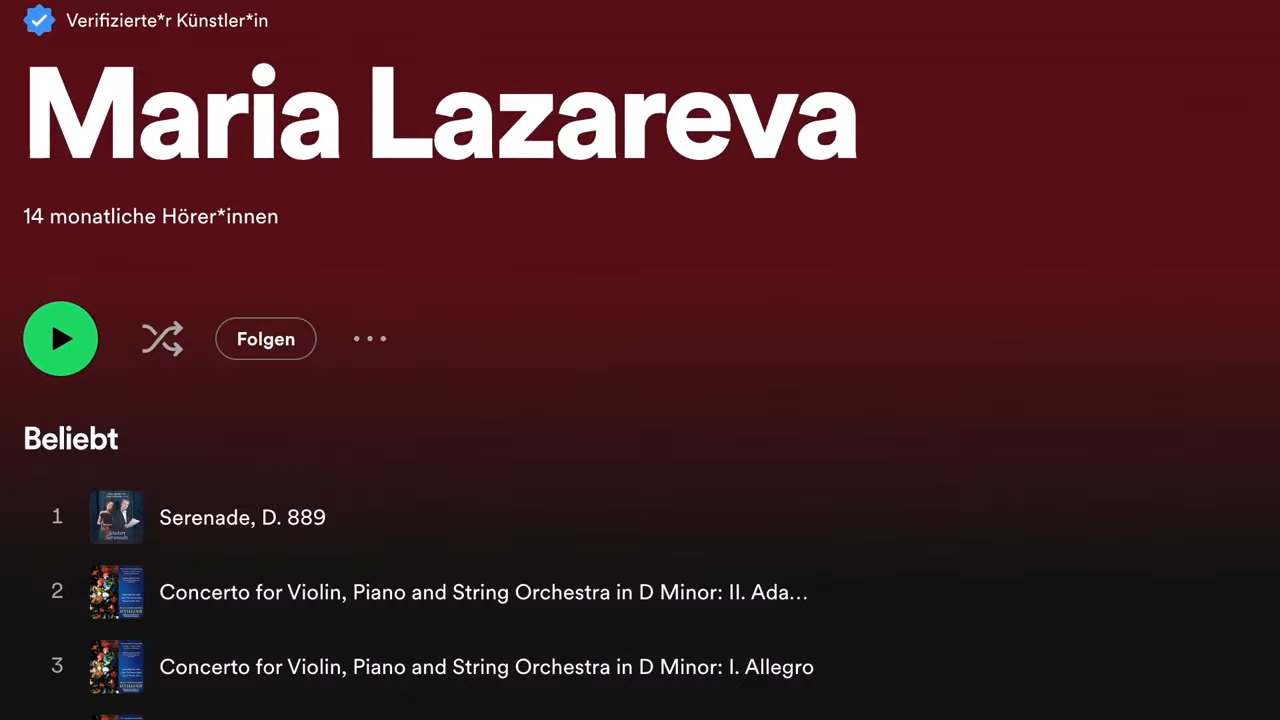 Verifizierte*r Künstler*in
Maria Lazareva
14 monatliche Hörer*innen
Folgen
Beliebt
1 Serenade, D. 889
2 Concerto for Violin, Piano and String Orchestra in D Minor: II. Ada...
3 Concerto for Violin, Piano and String Orchestra in D Minor: I. Allegro